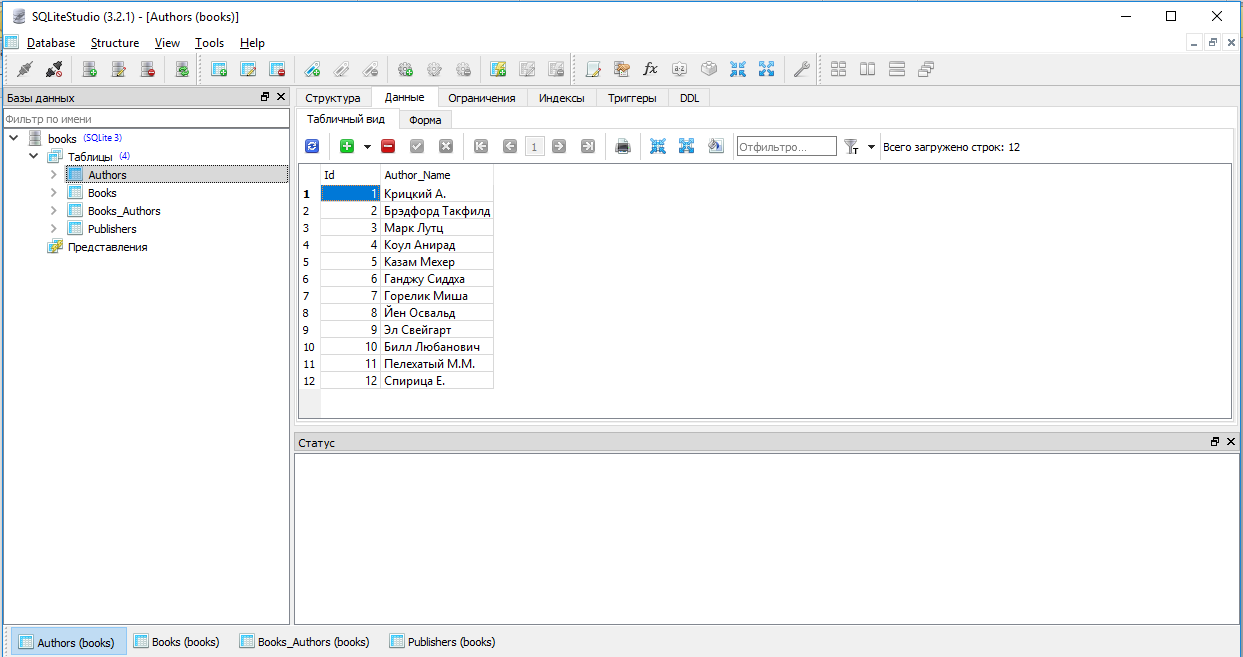 SQLiteStudio (3.2.1) - [Authors (books)]
Database Structure View Tools Help
Базы данных
Фильтр по имени
books (SQLite 3)
Таблицы (4)
Authors
Books
Books_Authors
Publishers
Представления
Структура Данные Ограничения Индексы Триггеры DDL
Табличный вид Форма
1 Отфильтро... Всего загружено строк: 12
Id Author_Name
1 1 Крицкий А.
2 2 Брэдфорд Такфилд
3 3 Марк Лутц
4 4 Коул Анирад
5 5 Казам Мехер
6 6 Ганджу Сиддха
7 7 Горелик Миша
8 8 Йен Освальд
9 9 Эл Свейгарт
10 10 Билл Любанович
11 11 Пелехатый М.М.
12 12 Спирица Е.
Статус
Authors (books) Books (books) Books_Authors (books) Publishers (books)